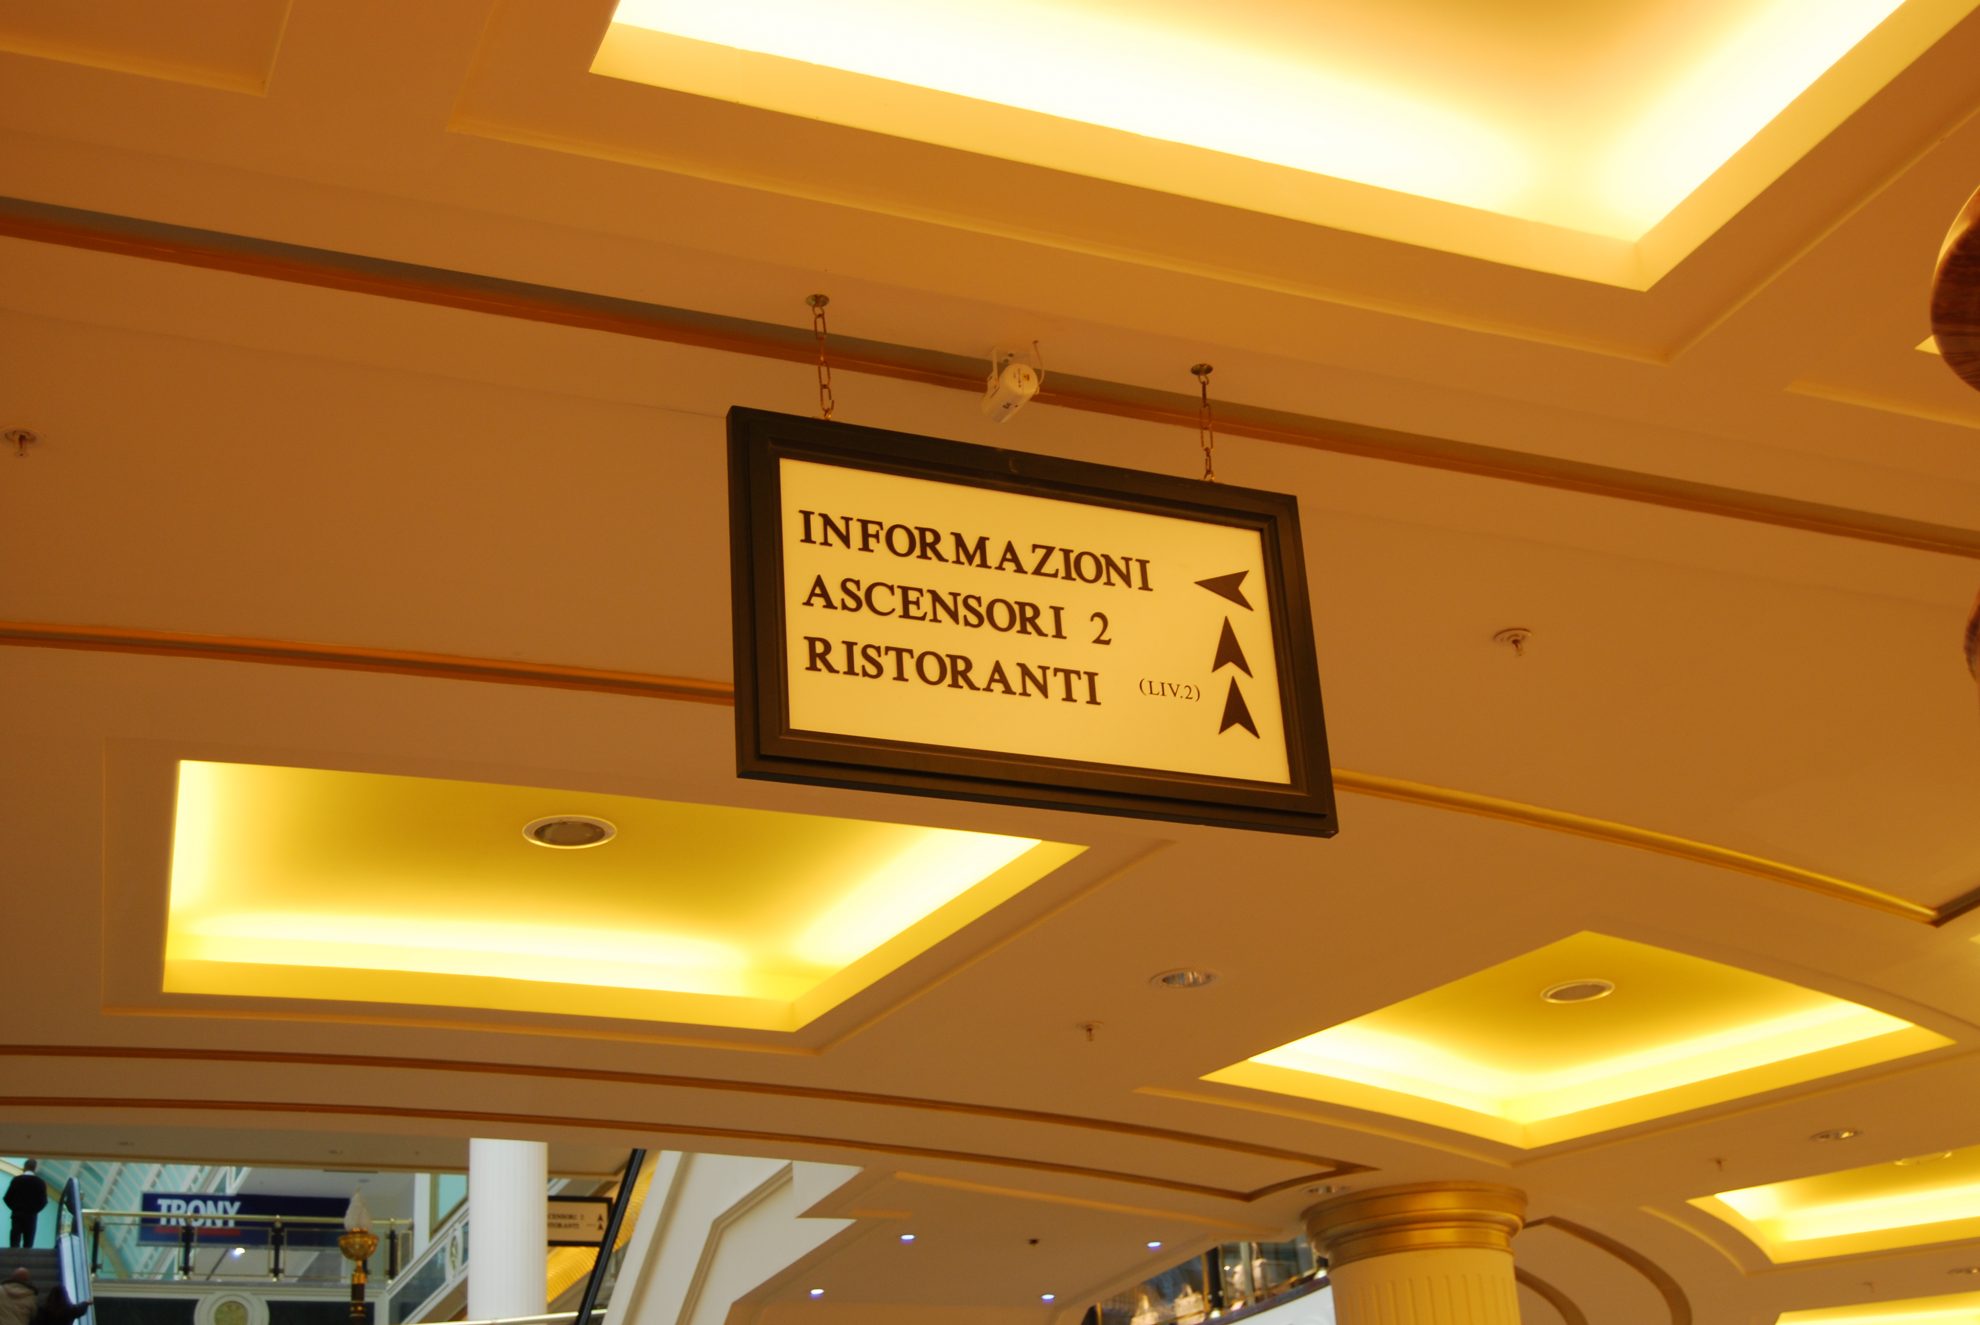 INFORMAZIONI
ASCENSORI 2
RISTORANTI (LIV.2)
TRONY